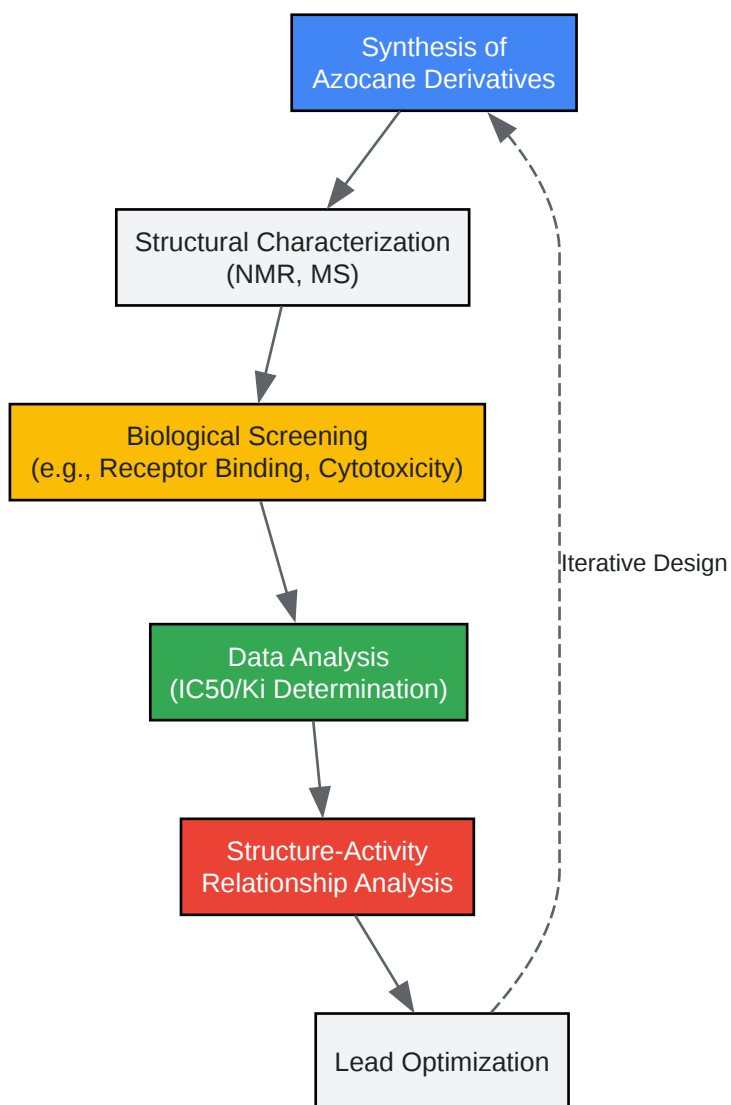 Synthesis of
Azocane Derivatives
Structural Characterization
(NMR, MS)
Biological Screening
(e.g., Receptor Binding, Cytotoxicity)
Iterative Design
Data Analysis
(IC50/Ki Determination)
Structure-Activity
Relationship Analysis
Lead Optimization